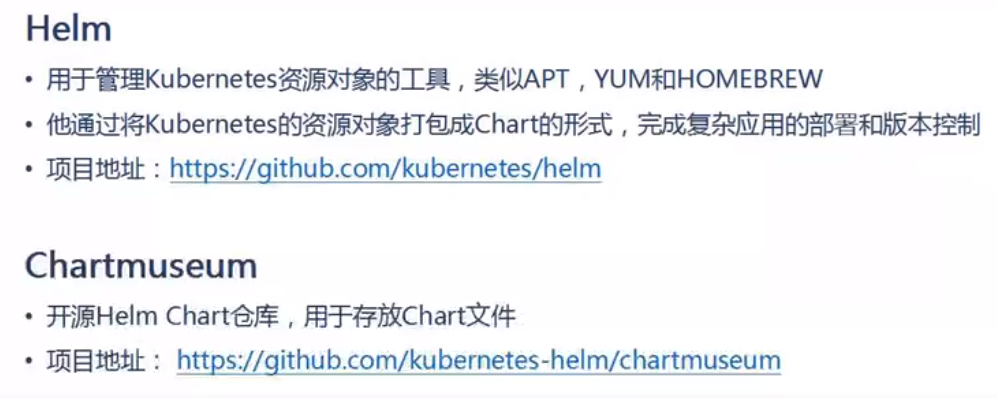 Helm
• 用于管理Kubernetes资源对象的工具，类似APT，YUM和HOMEBREW
• 他通过将Kubernetes的资源对象打包成Chart的形式，完成复杂应用的部署和版本控制
• 项目地址：https://github.com/kubernetes/helm
Chartmuseum
• 开源Helm Chart仓库，用于存放Chart文件
• 项目地址： https://github.com/kubernetes-helm/chartmuseum